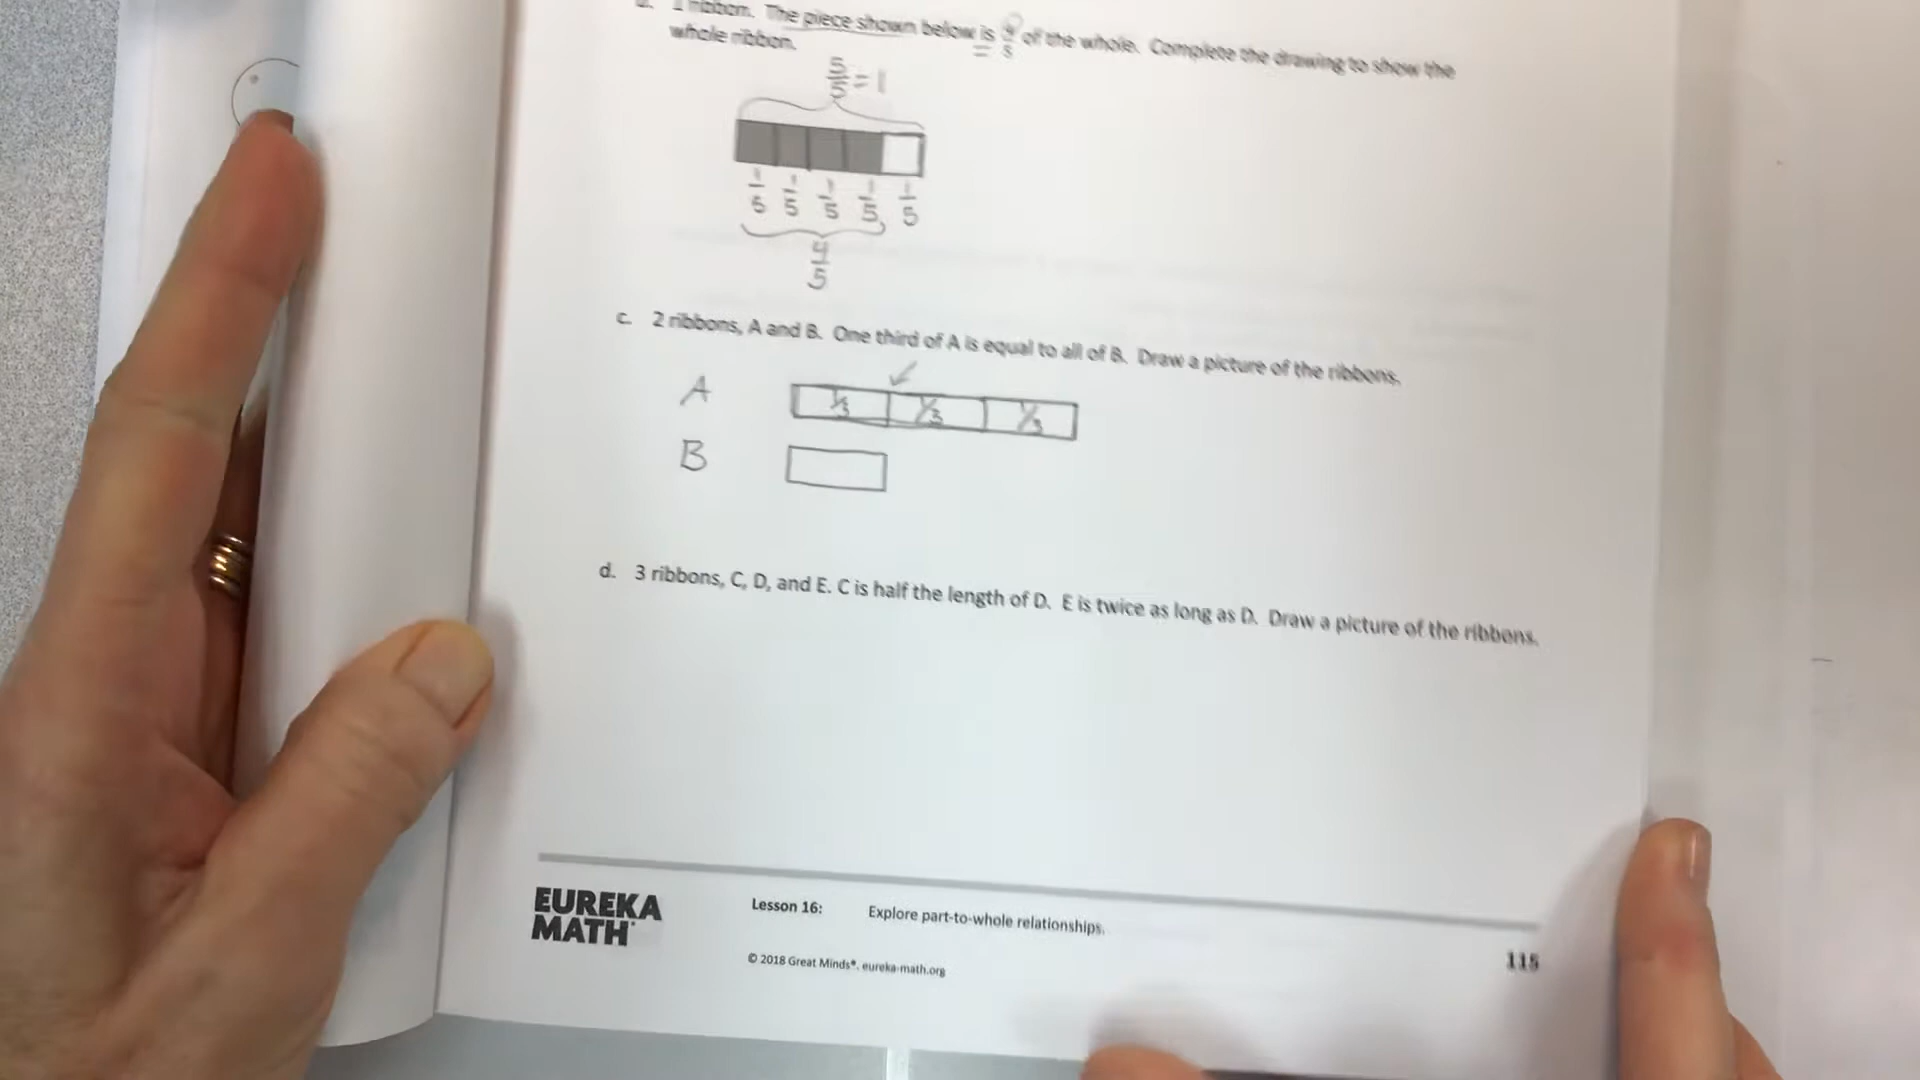 ribbon. The piece shown below is 4/5 of the whole. Complete the drawing to show the
whole ribbon.
5/5 = 1
1/5 1/5 1/5 1/5 1/5
4/5
c. 2 ribbons, A and B. One third of A is equal to all of B. Draw a picture of the ribbons.
A 1/3 1/3 1/3
B
d. 3 ribbons, C, D, and E. C is half the length of D. E is twice as long as D. Draw a picture of the ribbons.
EUREKA
MATH
Lesson 16: Explore part-to-whole relationships.
© 2018 Great Minds®. eureka-math.org
115